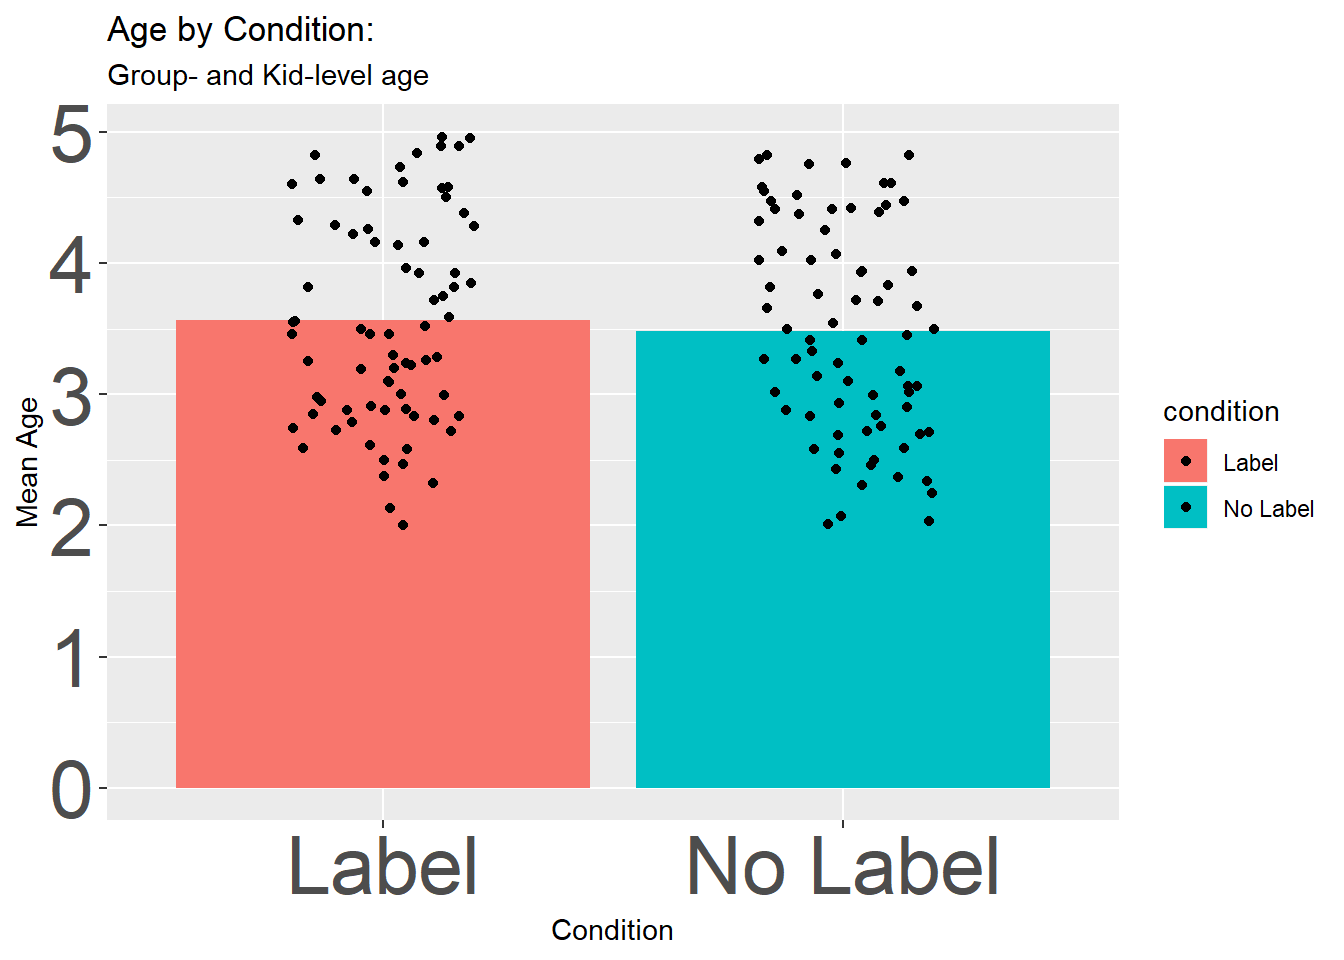 Age by Condition:
Group- and Kid-level age
5
4
3
2
1
0
Mean Age
Label
No Label
Condition
condition
Label
No Label